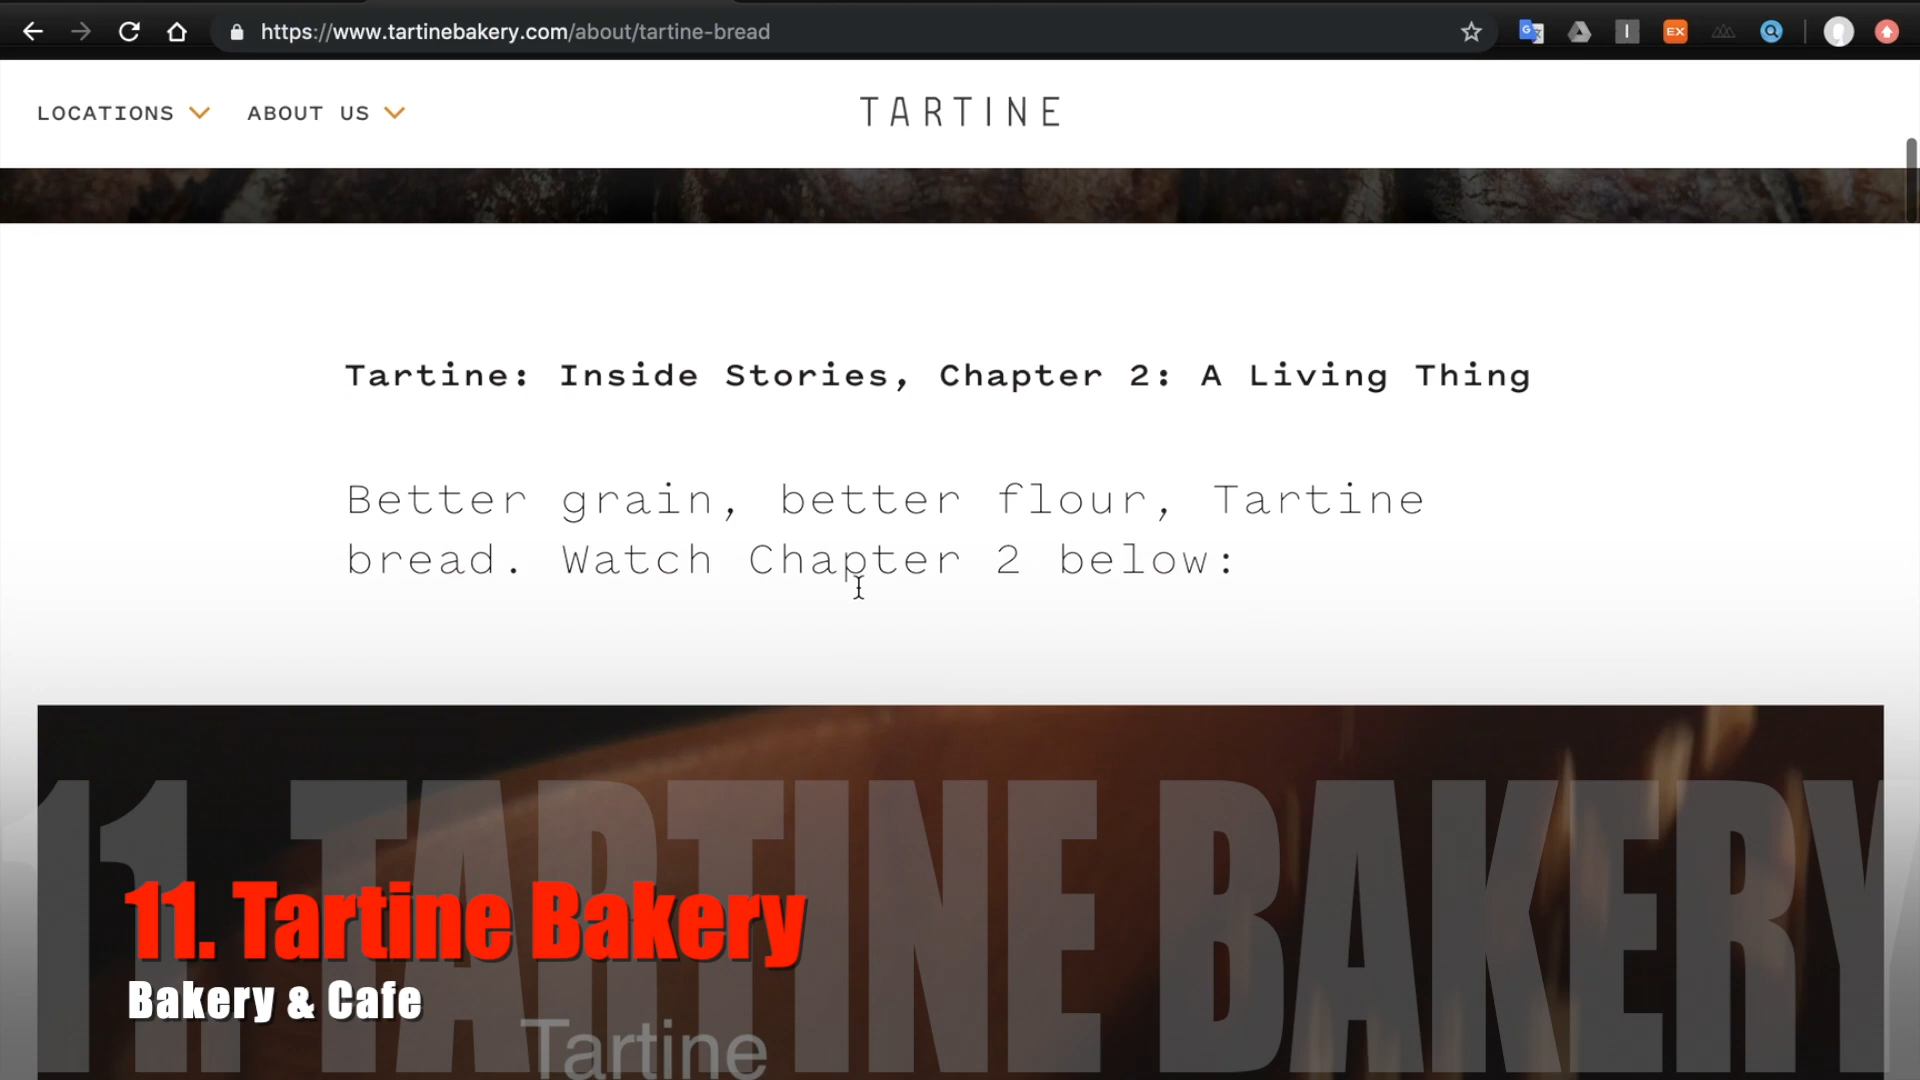 https://www.tartinebakery.com/about/tartine-bread
EX
LOCATIONS ABOUT US TARTINE
Tartine: Inside Stories, Chapter 2: A Living Thing
Better grain, better flour, Tartine
bread. Watch Chapter 2 below:
11. TARTINE BAKERY
11. Tartine Bakery
Bakery & Cafe
Tartine